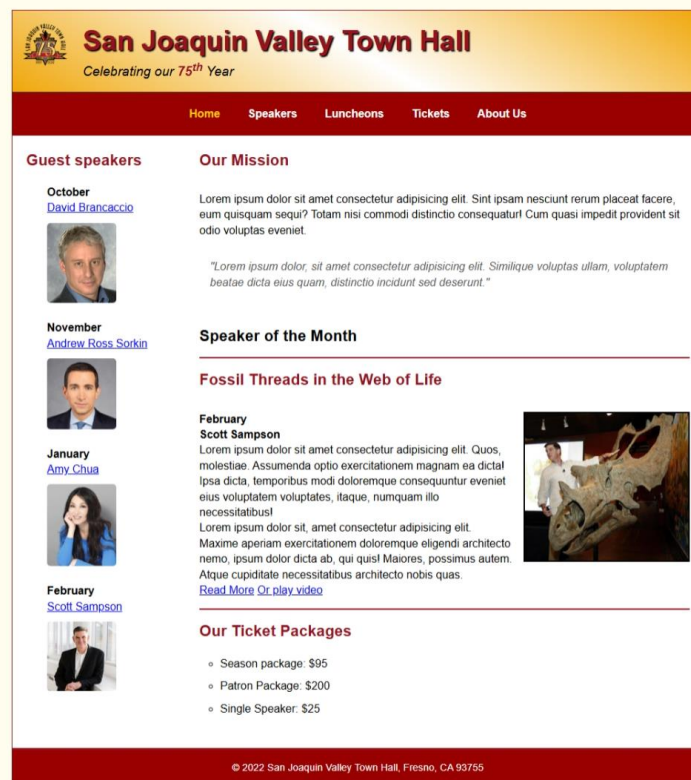 San Joaquin Valley Town Hall
Celebrating our 75th Year
Home Speakers Luncheons Tickets About Us
Guest speakers
October
David Brancaccio
November
Andrew Ross Sorkin
January
Amy Chua
February
Scott Sampson
Our Mission
Lorem ipsum dolor sit amet consectetur adipisicing elit. Sint ipsam nesciunt rerum placeat facere,
eum quisquam sequi? Totam nisi commodi distinctio consequatur! Cum quasi impedit provident sit
odio voluptas eveniet.
"Lorem ipsum dolor, sit amet consectetur adipisicing elit. Similique voluptas ullam, voluptatem
beatae dicta eius quam, distinctio incidunt sed deserunt."
Speaker of the Month
Fossil Threads in the Web of Life
February
Scott Sampson
Lorem ipsum dolor sit amet consectetur adipisicing elit. Quos,
molestiae. Assumenda optio exercitationem magnam ea dicta!
Ipsa dicta, temporibus modi doloremque consequuntur eveniet
eius voluptatem voluptates, itaque, numquam illo
necessitatibus!
Lorem ipsum dolor sit, amet consectetur adipisicing elit.
Maxime aperiam exercitationem doloremque eligendi architecto
nemo, ipsum dolor dicta ab, qui quis! Maiores, possimus autem.
Atque cupiditate necessitatibus architecto nobis quas.
Read More Or play video
Our Ticket Packages
Season package: $95
Patron Package: $200
Single Speaker: $25
© 2022 San Joaquin Valley Town Hall, Fresno, CA 93755